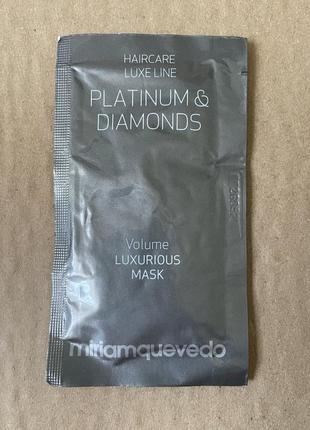 HAIRCARE
LUXE LINE
PLATINUM &
DIAMONDS
Volume
LUXURIOUS
MASK
miriamquevedo